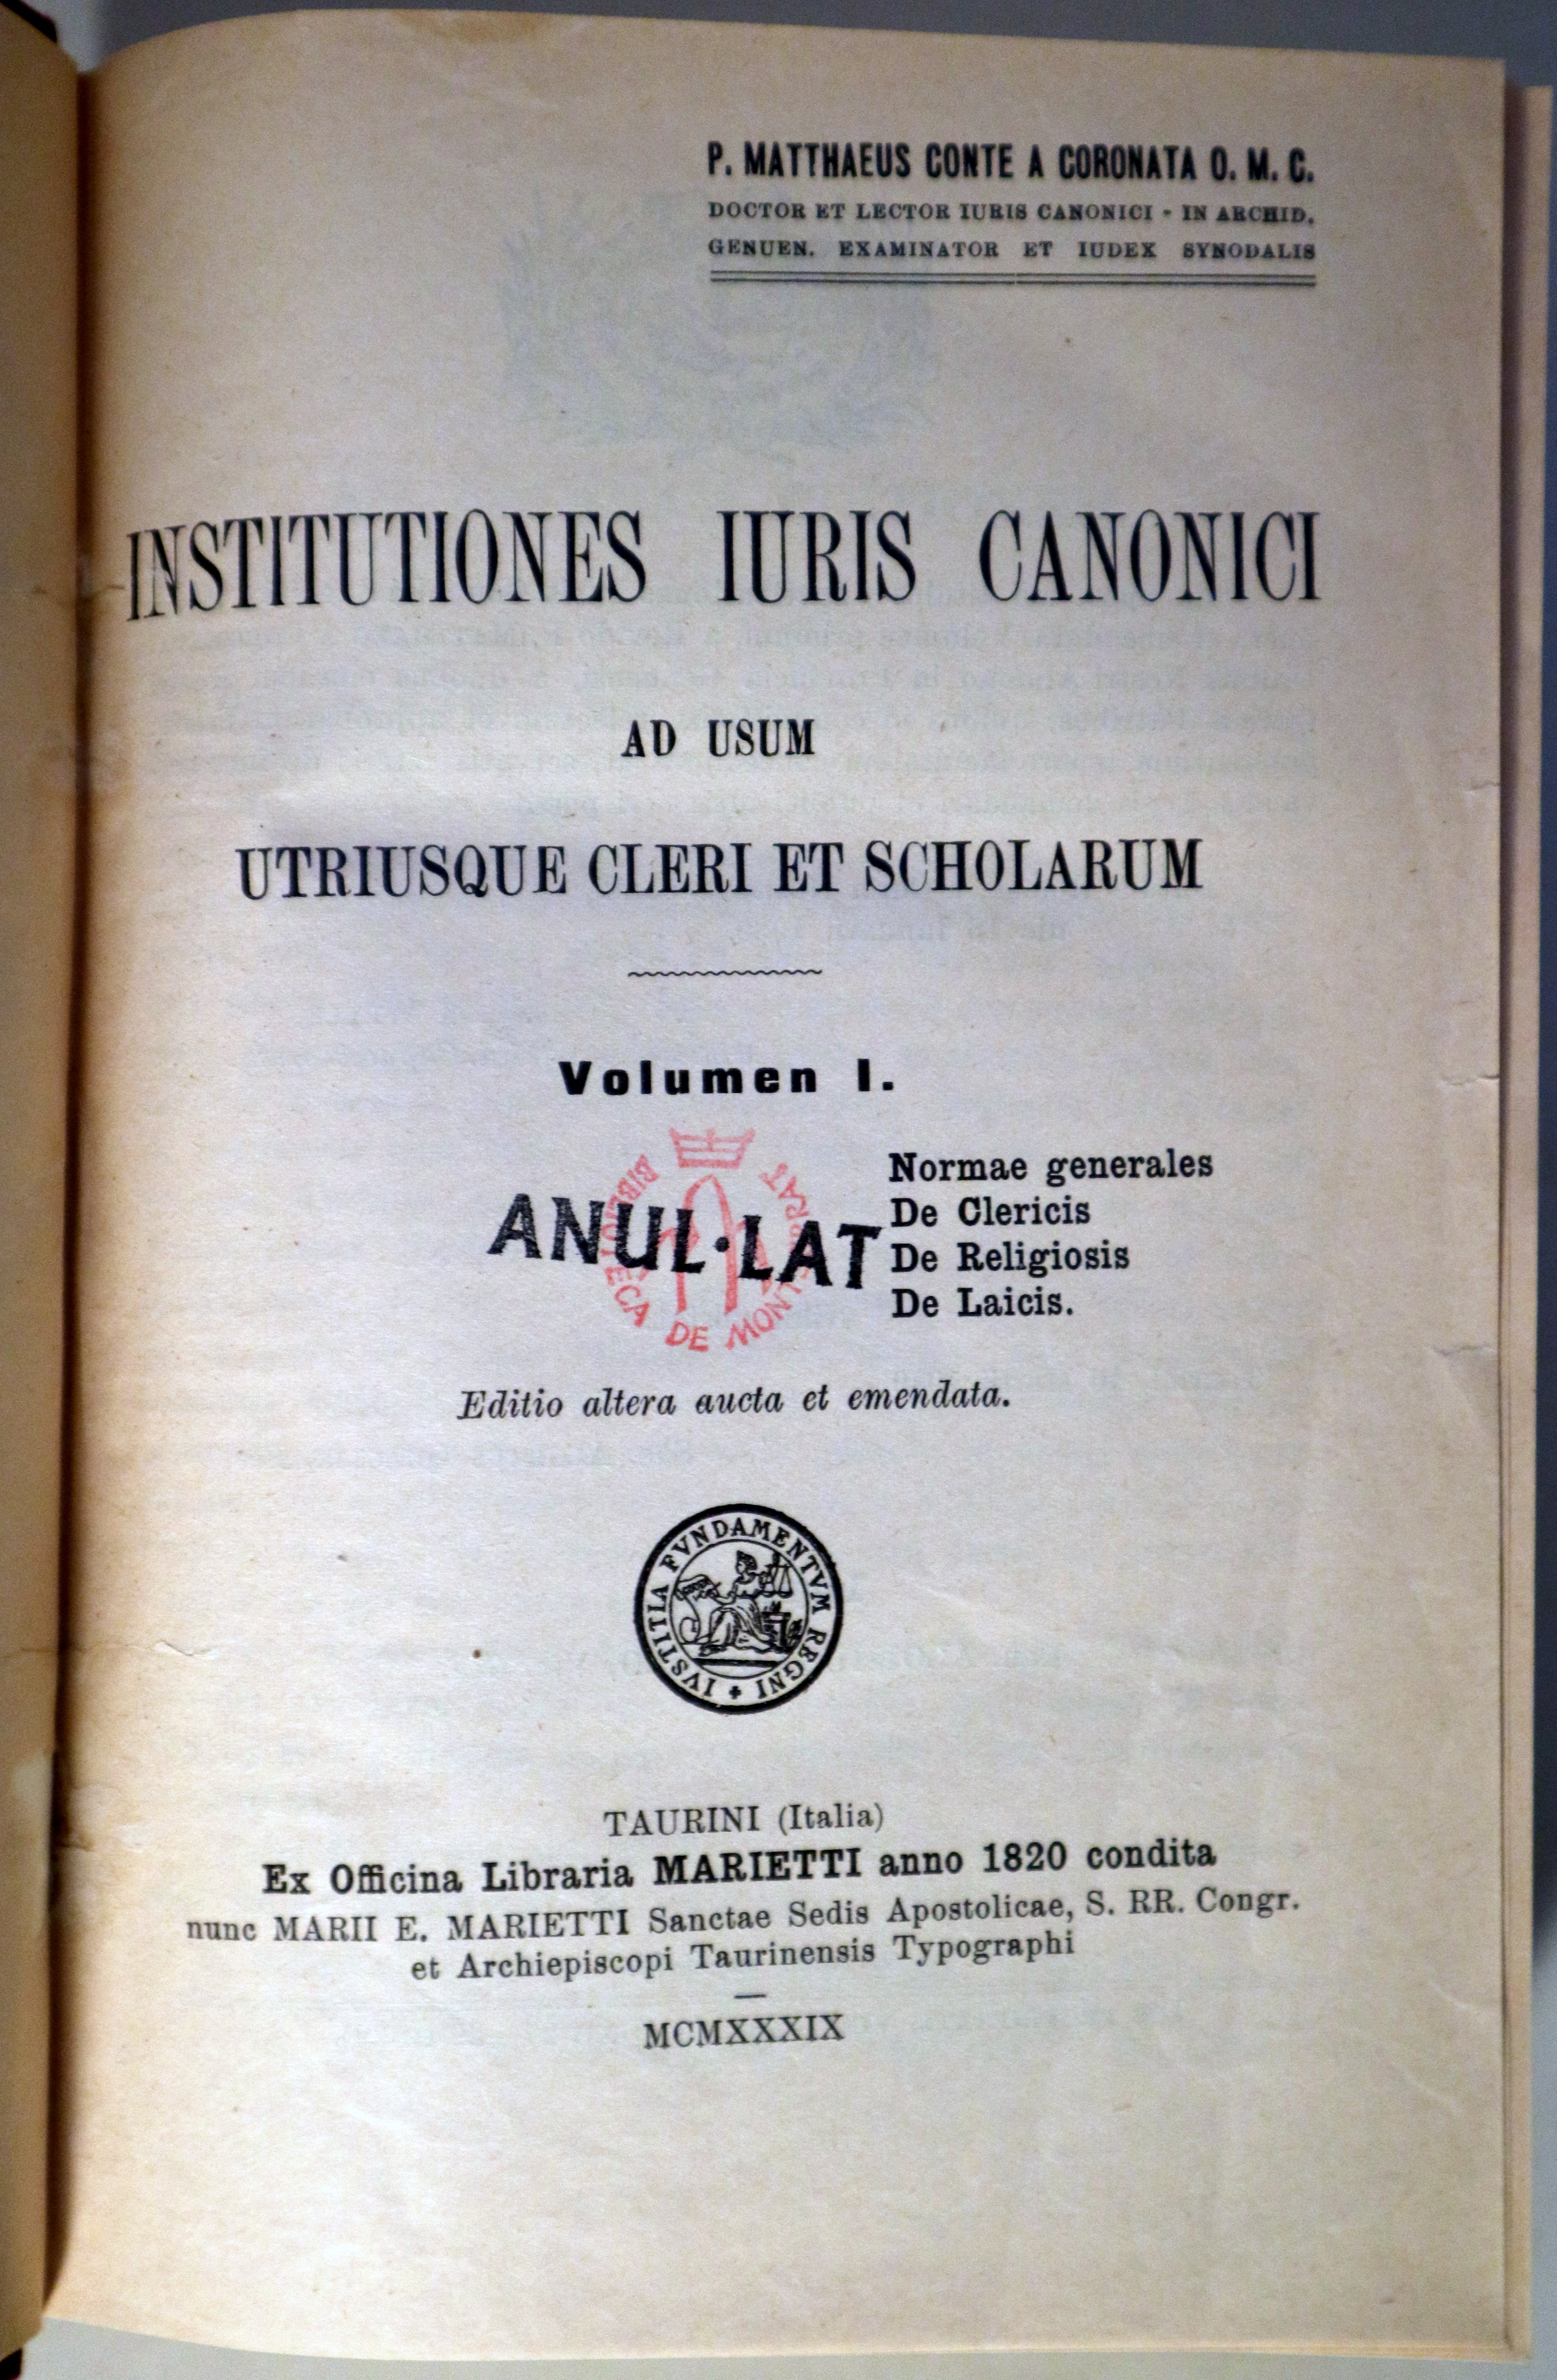 P. MATTHAEUS CONTE A CORONATA O. M. C.
DOCTOR ET LECTOR IURIS CANONICI - IN ARCHID.
GENUEN. EXAMINATOR ET IUDEX SYNODALIS
INSTITUTIONES IURIS CANONICI
AD USUM
UTRIUSQUE CLERI ET SCHOLARUM
Volumen I.
Normae generales
De Clericis
De Religiosis
De Laicis.
ANUL·LAT
BIBLIOTECA DE MONTSERRAT
Editio altera aucta et emendata.
IVSTITIA FVNDAMENTVM REGNI
TAURINI (Italia)
Ex Officina Libraria MARIETTI anno 1820 condita
nunc MARII E. MARIETTI Sanctae Sedis Apostolicae, S. RR. Congr.
et Archiepiscopi Taurinensis Typographi
MCMXXXIX